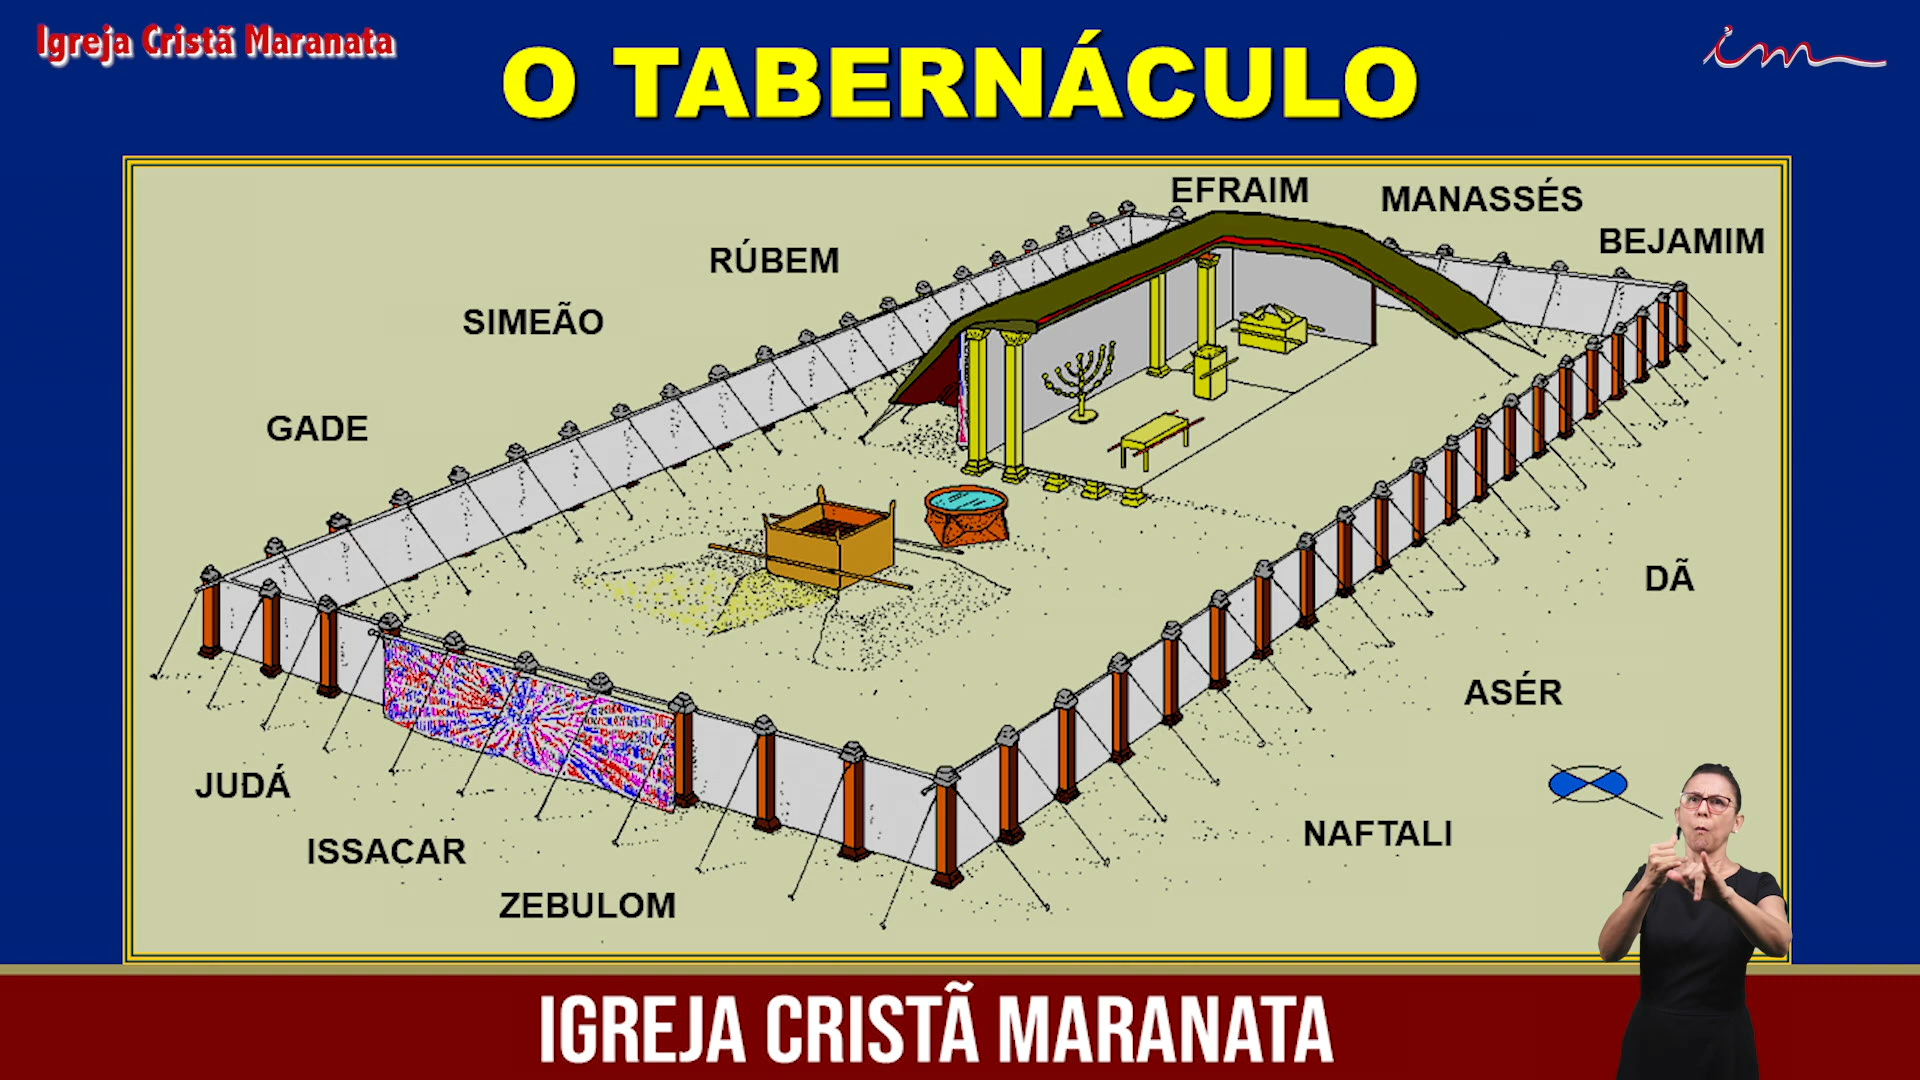 Igreja Cristã Maranata
im
O TABERNÁCULO
EFRAIM
MANASSÉS
BEJAMIM
RÚBEM
SIMEÃO
GADE
DÃ
ASÉR
JUDÁ
NAFTALI
ISSACAR
ZEBULOM
IGREJA CRISTÃ MARANATA